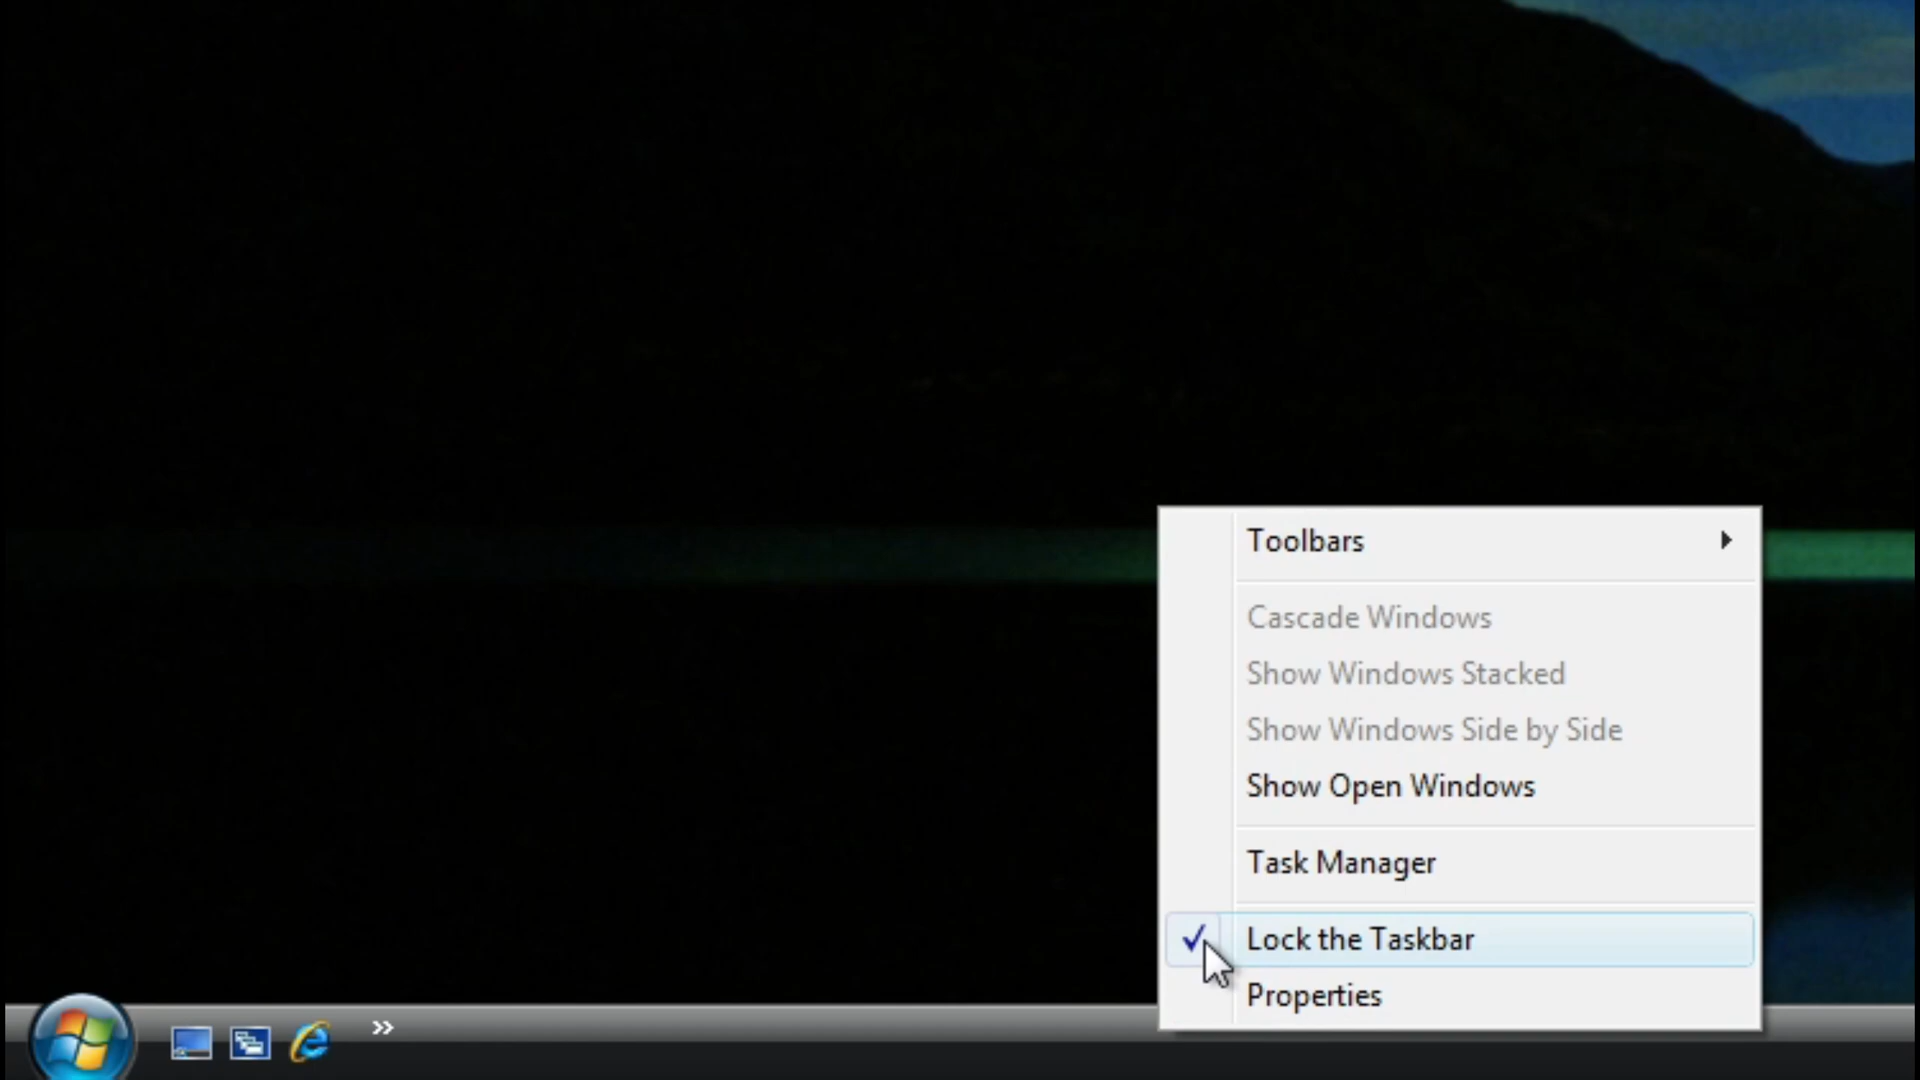 Toolbars
Cascade Windows
Show Windows Stacked
Show Windows Side by Side
Show Open Windows
Task Manager
Lock the Taskbar
Properties